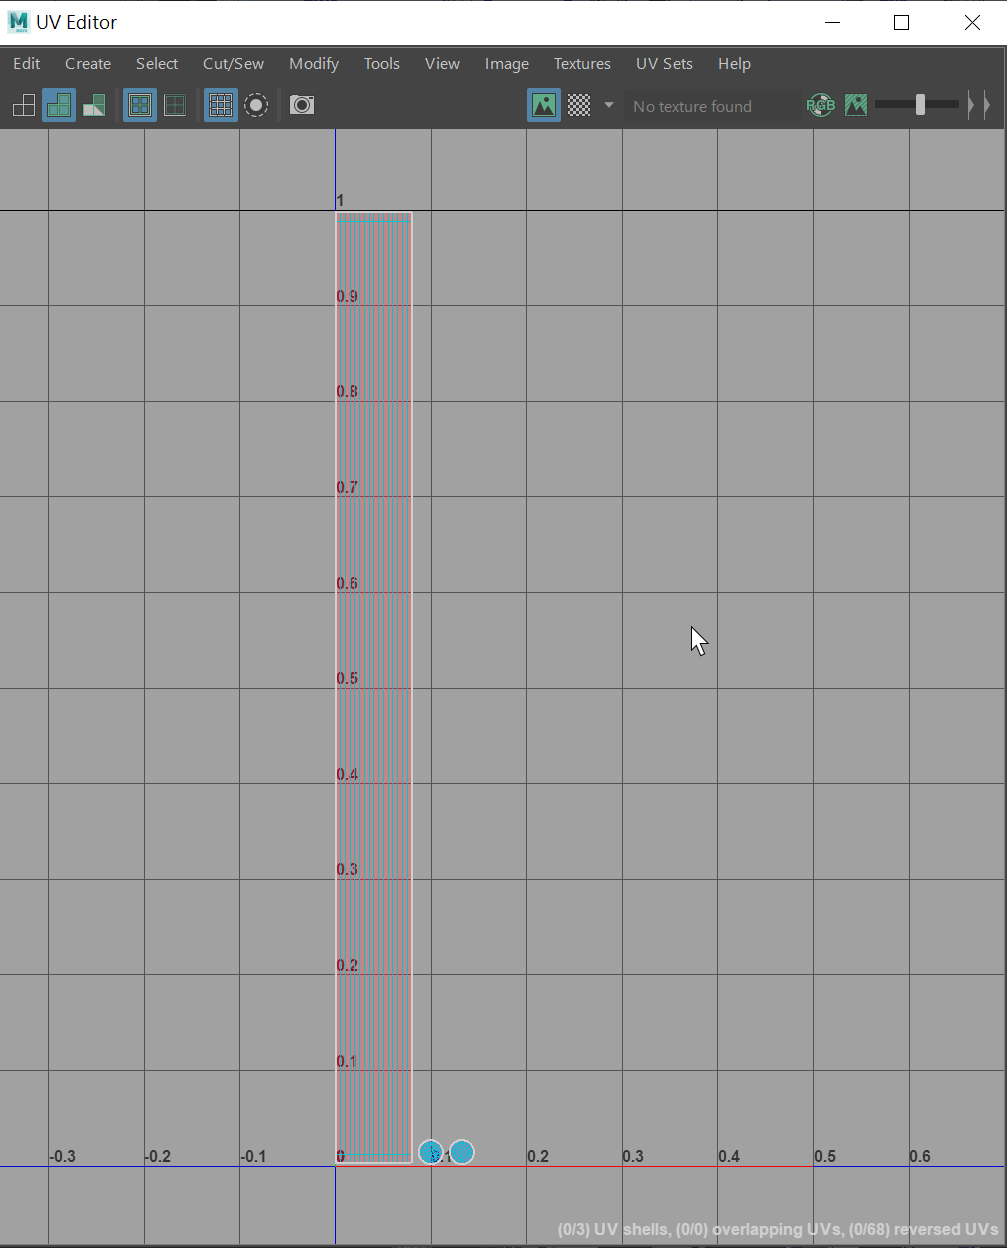 UV Editor
Edit Create Select Cut/Sew Modify Tools View Image Textures UV Sets Help
No texture found RGB
1
0.9
0.8
0.7
0.6
0.5
0.4
0.3
0.2
0.1
-0.3 -0.2 -0.1 0 0.1 0.2 0.3 0.4 0.5 0.6
(0/3) UV shells, (0/0) overlapping UVs, (0/68) reversed UVs